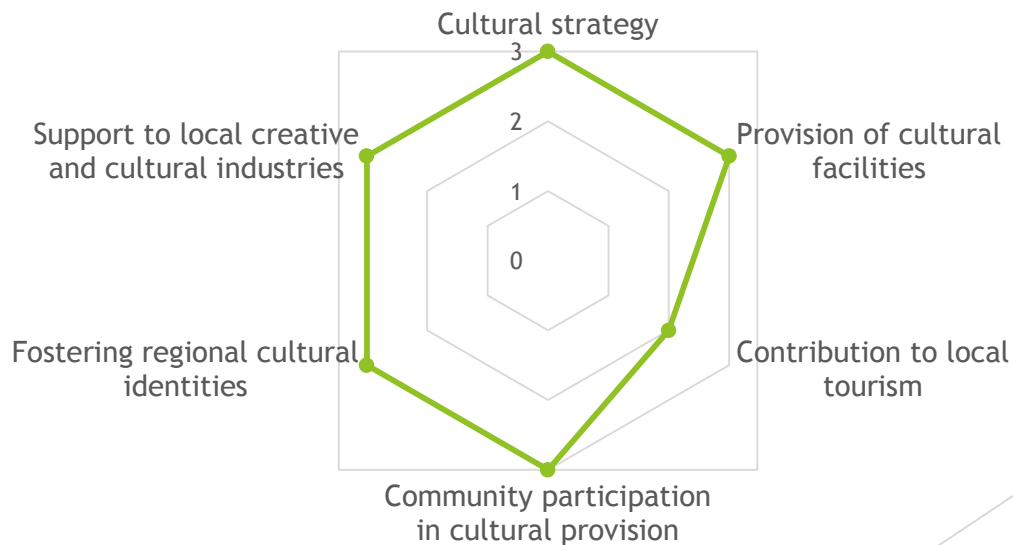 Cultural strategy
3
2
1
0
Provision of cultural
facilities
Contribution to local
tourism
Community participation
in cultural provision
Fostering regional cultural
identities
Support to local creative
and cultural industries